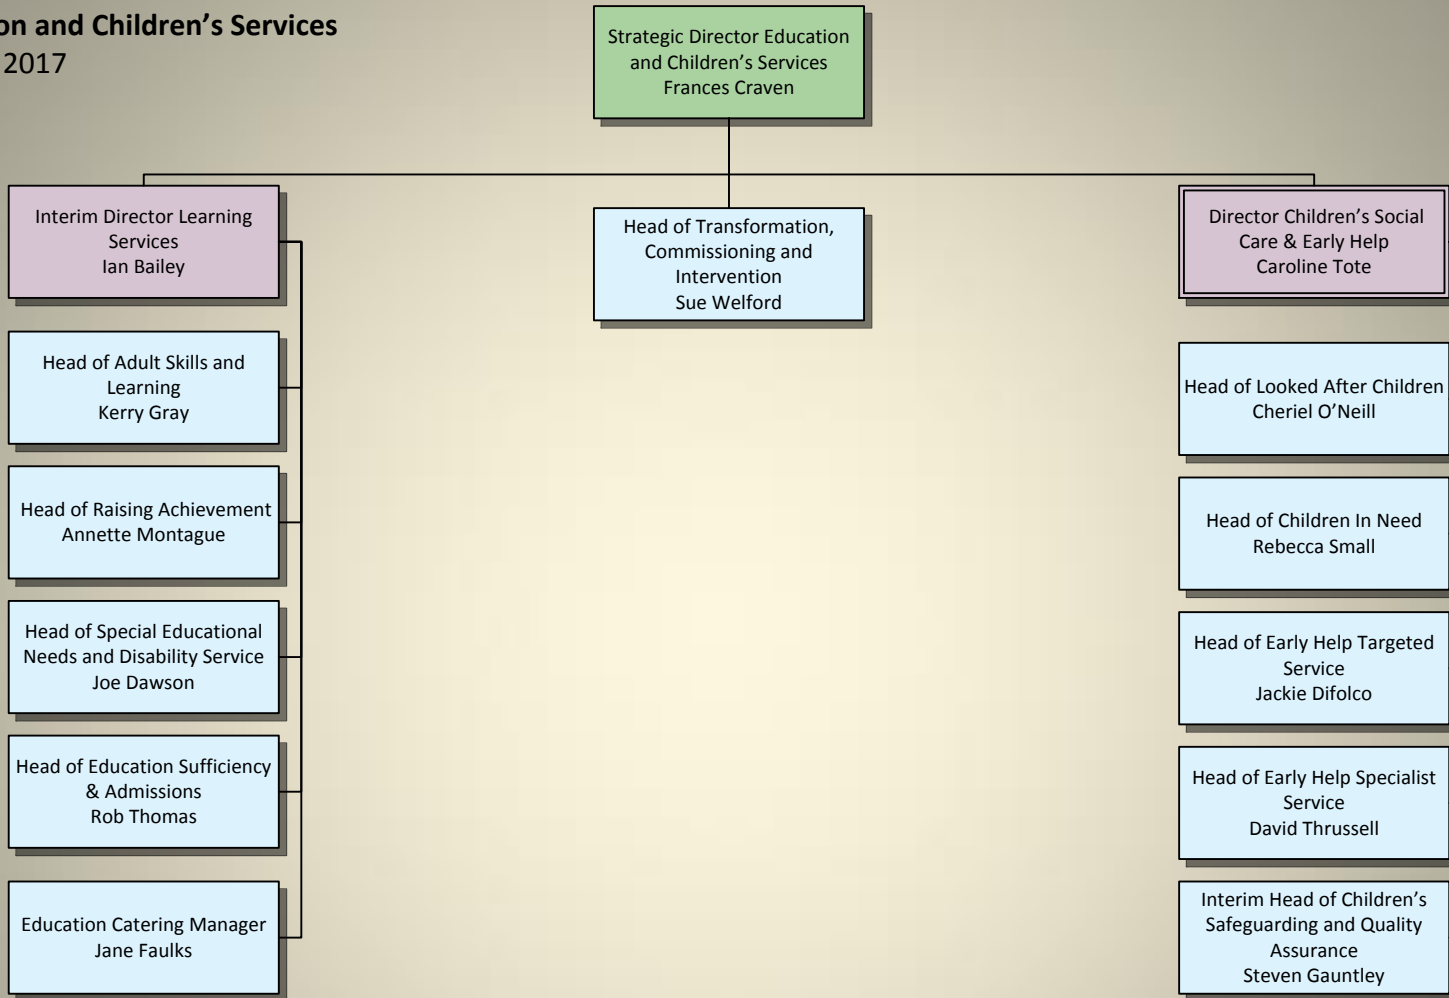 and Children's Services
2017
Strategic Director Education
and Children's Services
Frances Craven
Interim Director Learning
Services
Ian Bailey
Head of Transformation,
Commissioning and
Intervention
Sue Welford
Director Children's Social
Care & Early Help
Caroline Tote
Head of Adult Skills and
Learning
Kerry Gray
Head of Looked After Children
Cheriel O'Neill
Head of Raising Achievement
Annette Montague
Head of Children In Need
Rebecca Small
Head of Special Educational
Needs and Disability Service
Joe Dawson
Head of Early Help Targeted
Service
Jackie Difolco
Head of Education Sufficiency
& Admissions
Rob Thomas
Head of Early Help Specialist
Service
David Thrussell
Education Catering Manager
Jane Faulks
Interim Head of Children's
Safeguarding and Quality
Assurance
Steven Gauntley